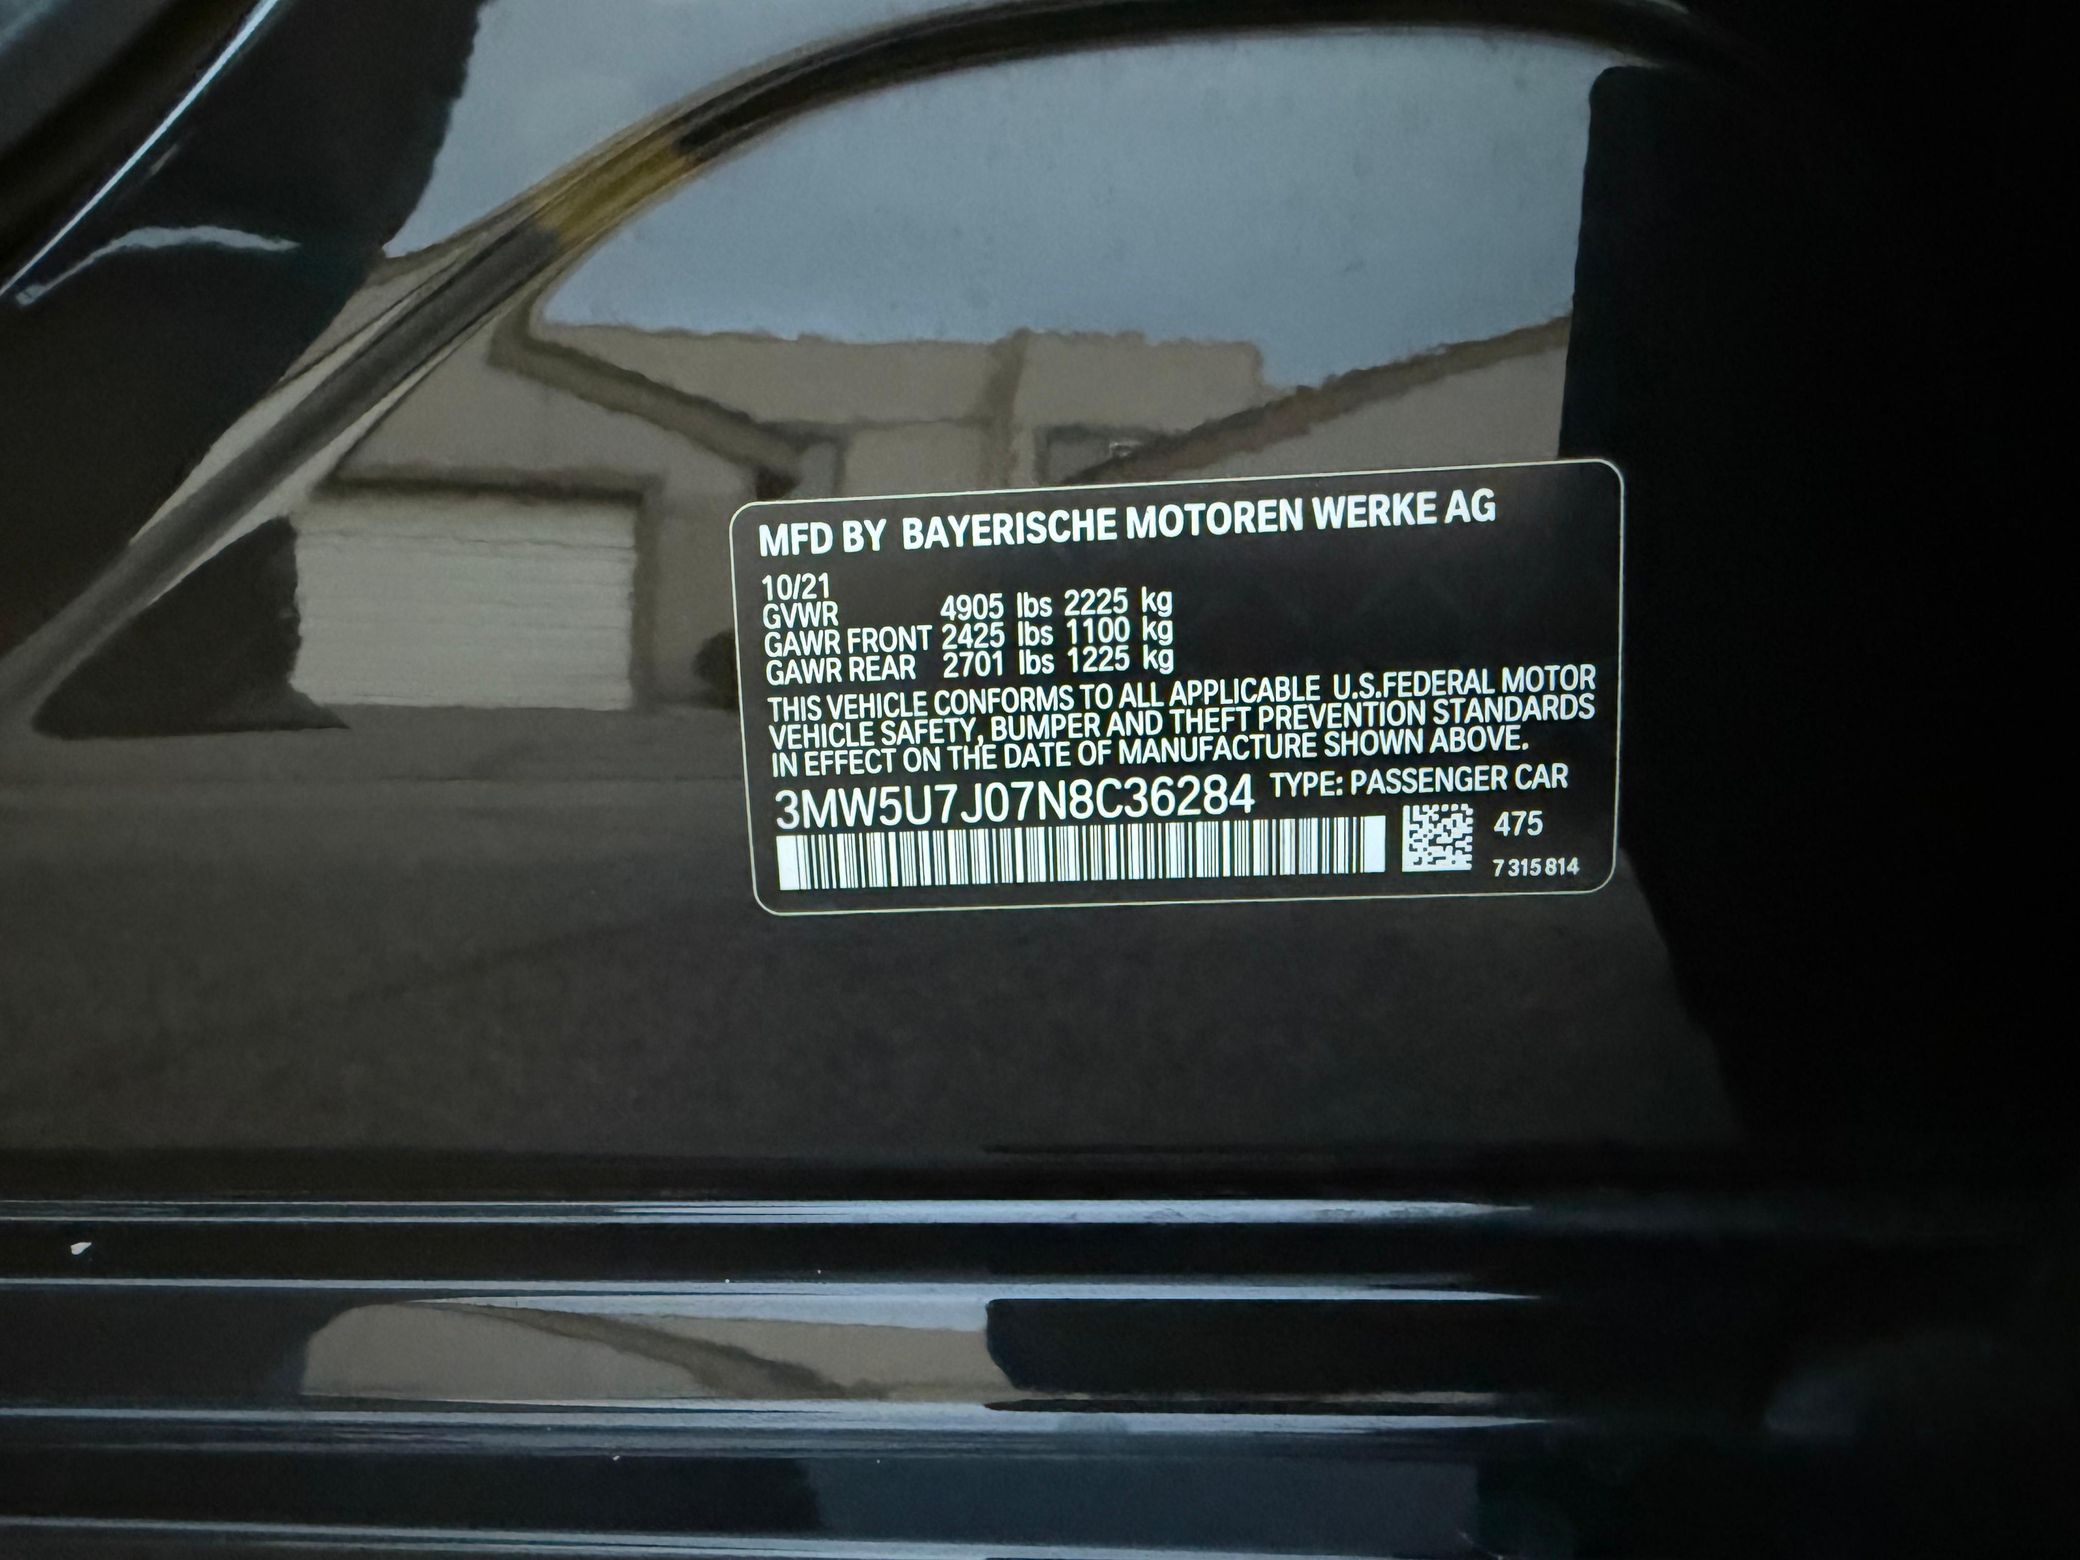 MFD BY BAYERISCHE MOTOREN WERKE AG
10/21
GVWR 4905 lbs 2225 kg
GAWR FRONT 2425 lbs 1100 kg
GAWR REAR 2701 lbs 1225 kg
THIS VEHICLE CONFORMS TO ALL APPLICABLE U.S.FEDERAL MOTOR
VEHICLE SAFETY, BUMPER AND THEFT PREVENTION STANDARDS
IN EFFECT ON THE DATE OF MANUFACTURE SHOWN ABOVE.
3MW5U7J07N8C36284 TYPE: PASSENGER CAR
475
7 315 814